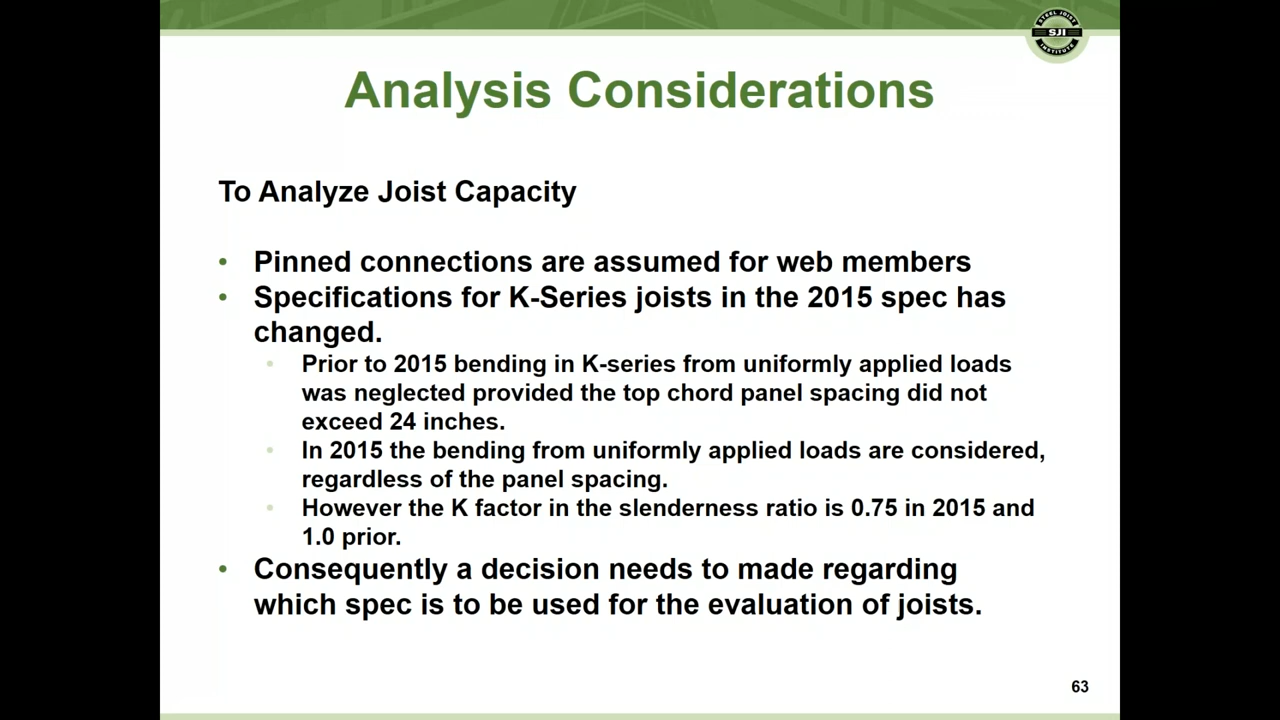 STEEL JOIST
SJI
INSTITUTE
Analysis Considerations
To Analyze Joist Capacity
• Pinned connections are assumed for web members
• Specifications for K-Series joists in the 2015 spec has
changed.
• Prior to 2015 bending in K-series from uniformly applied loads
was neglected provided the top chord panel spacing did not
exceed 24 inches.
• In 2015 the bending from uniformly applied loads are considered,
regardless of the panel spacing.
• However the K factor in the slenderness ratio is 0.75 in 2015 and
1.0 prior.
• Consequently a decision needs to made regarding
which spec is to be used for the evaluation of joists.
63